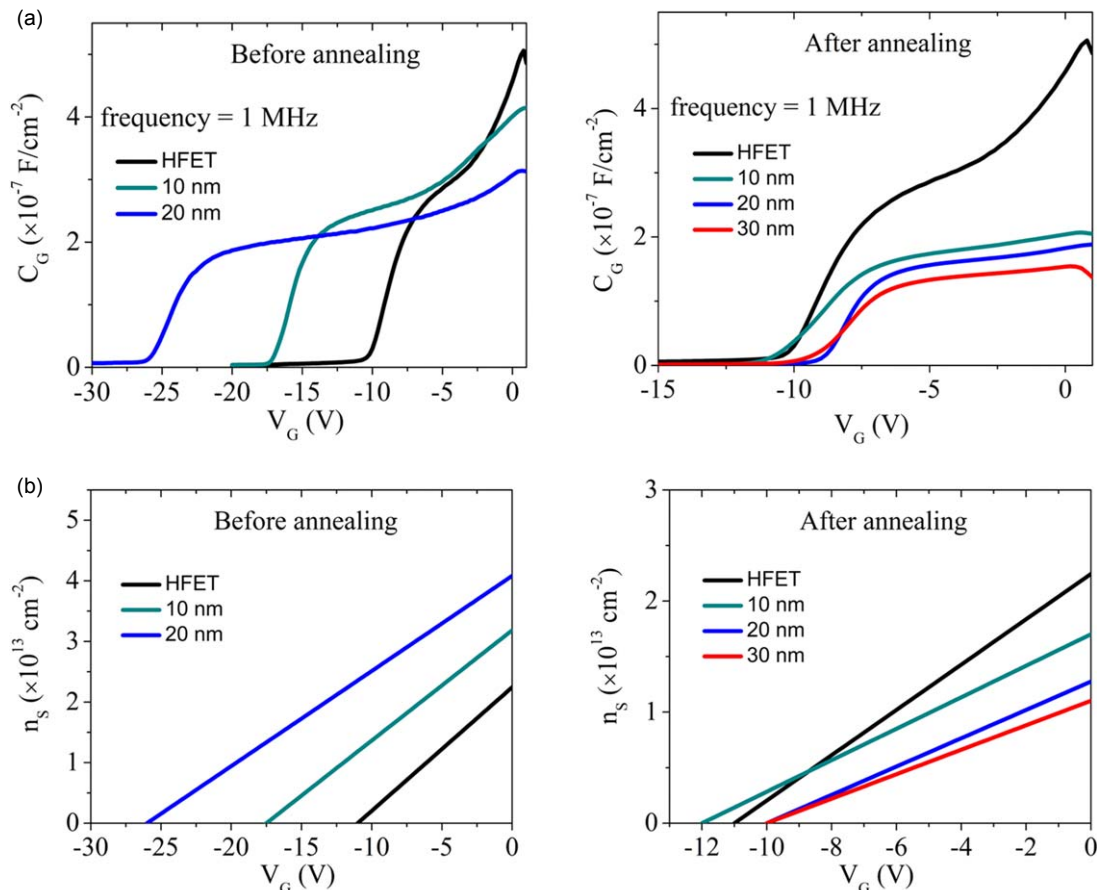 (a)
Before annealing
frequency = 1 MHz
HFET
10 nm
20 nm
C_G (×10^-7 F/cm^-2)
4
2
0
-30 -25 -20 -15 -10 -5 0
V_G (V)
After annealing
frequency = 1 MHz
HFET
10 nm
20 nm
30 nm
C_G (×10^-7 F/cm^-2)
4
2
0
-15 -10 -5 0
V_G (V)
(b)
Before annealing
HFET
10 nm
20 nm
n_S (×10^13 cm^-2)
5
4
3
2
1
0
-30 -25 -20 -15 -10 -5 0
V_G (V)
After annealing
HFET
10 nm
20 nm
30 nm
n_S (×10^13 cm^-2)
3
2
1
0
-12 -10 -8 -6 -4 -2 0
V_G (V)